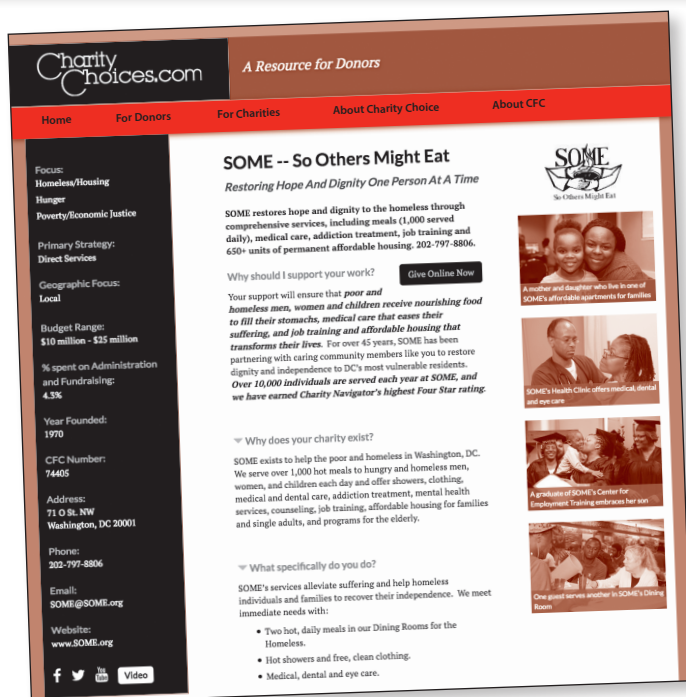 Charity
Choices.com
A Resource for Donors
Home For Donors For Charities About Charity Choice About CFC
Focus:
Homeless/Housing
Hunger
Poverty/Economic Justice
Primary Strategy:
Direct Services
Geographic Focus:
Local
Budget Range:
$10 million - $25 million
% spent on Administration
and Fundraising:
4.3%
Year Founded:
1970
CFC Number:
74405
Address:
71 O St. NW
Washington, DC 20001
Phone:
202-797-8806
Email:
SOME@SOME.org
Website:
www.SOME.org
You
Tube
Video
SOME -- So Others Might Eat
Restoring Hope And Dignity One Person At A Time
SOME restores hope and dignity to the homeless through
comprehensive services, including meals (1,000 served
daily), medical care, addiction treatment, job training and
650+ units of permanent affordable housing. 202-797-8806.
Why should I support your work?
Give Online Now
Your support will ensure that poor and
homeless men, women and children receive nourishing food
to fill their stomachs, medical care that eases their
suffering, and job training and affordable housing that
transforms their lives. For over 45 years, SOME has been
partnering with caring community members like you to restore
dignity and independence to DC's most vulnerable residents.
Over 10,000 individuals are served each year at SOME, and
we have earned Charity Navigator's highest Four Star rating.
Why does your charity exist?
SOME exists to help the poor and homeless in Washington, DC.
We serve over 1,000 hot meals to hungry and homeless men,
women, and children each day and offer showers, clothing,
medical and dental care, addiction treatment, mental health
services, counseling, job training, affordable housing for families
and single adults, and programs for the elderly.
What specifically do you do?
SOME's services alleviate suffering and help homeless
individuals and families to recover their independence. We meet
immediate needs with:
• Two hot, daily meals in our Dining Rooms for the
Homeless.
• Hot showers and free, clean clothing.
• Medical, dental and eye care.
SOME
So Others Might Eat
A mother and daughter who live in one of
SOME's affordable apartments for families
SOME's Health Clinic offers medical, dental
and eye care
A graduate of SOME's Center for
Employment Training embraces her son
One guest serves another in SOME's Dining
Room